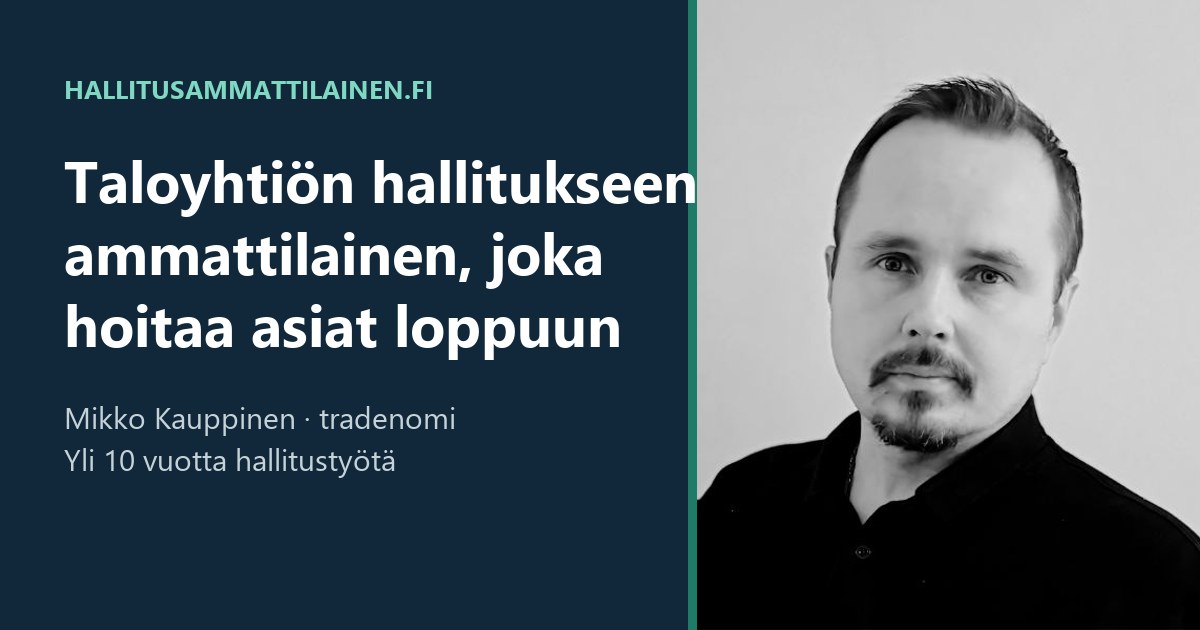 HALLITUSAMMATTILAINEN.FI
Taloyhtiön hallitukseen
ammattilainen, joka
hoitaa asiat loppuun
Mikko Kauppinen · tradenomi
Yli 10 vuotta hallitustyötä